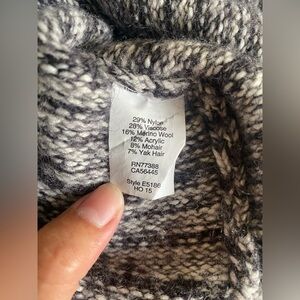 29% Nylon
28% Viscose
16% Merino Wool
12% Acrylic
8% Mohair
7% Yak Hair
RN77388
CA56445
Style E5186
HO 15